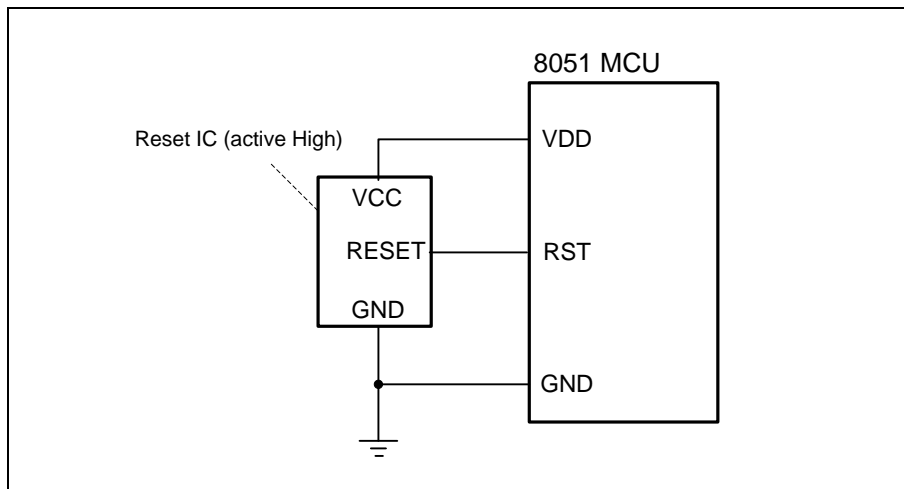 8051 MCU
Reset IC (active High)
VDD
VCC
RESET
RST
GND
GND